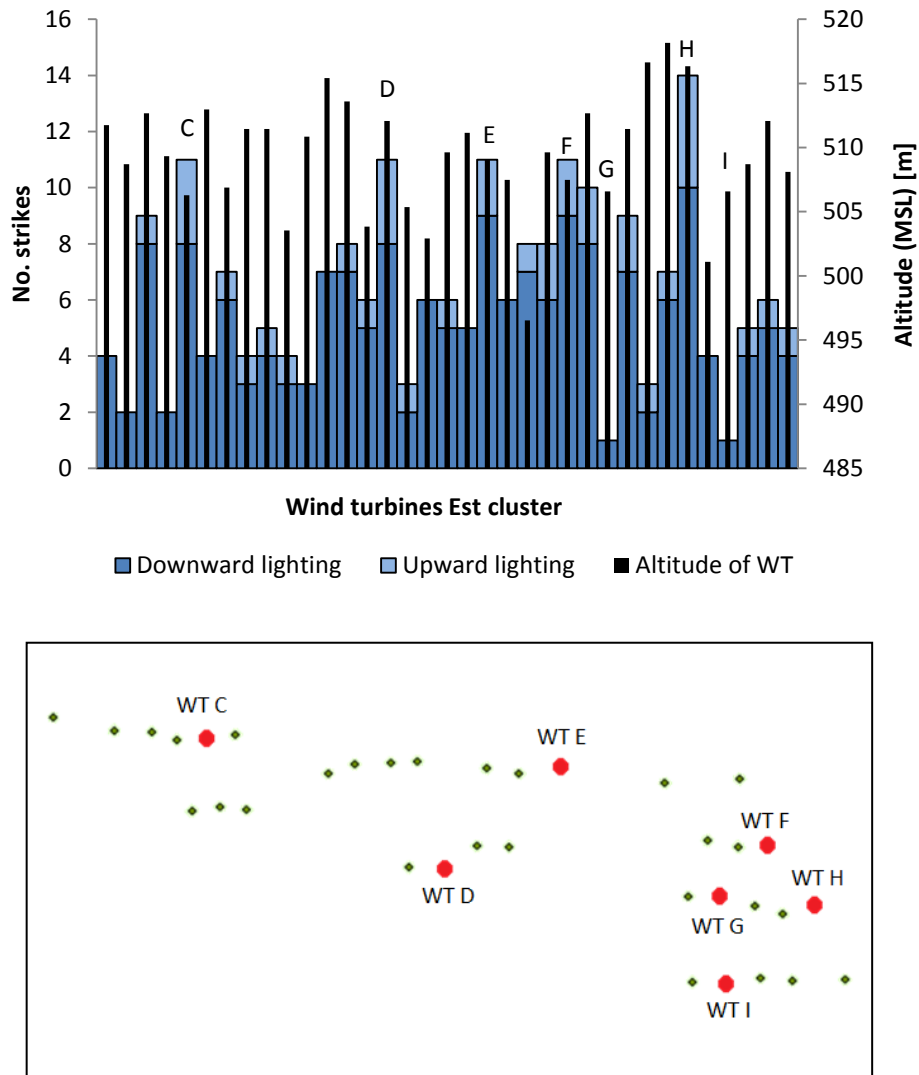 16
14
12
10
8
6
4
2
0
No. strikes
520
515
510
505
500
495
490
485
Altitude (MSL) [m]
C
D
E
F
G
H
I
Wind turbines Est cluster
Downward lighting Upward lighting Altitude of WT
WT C
WT E
WT F
WT D
WT H
WT G
WT I